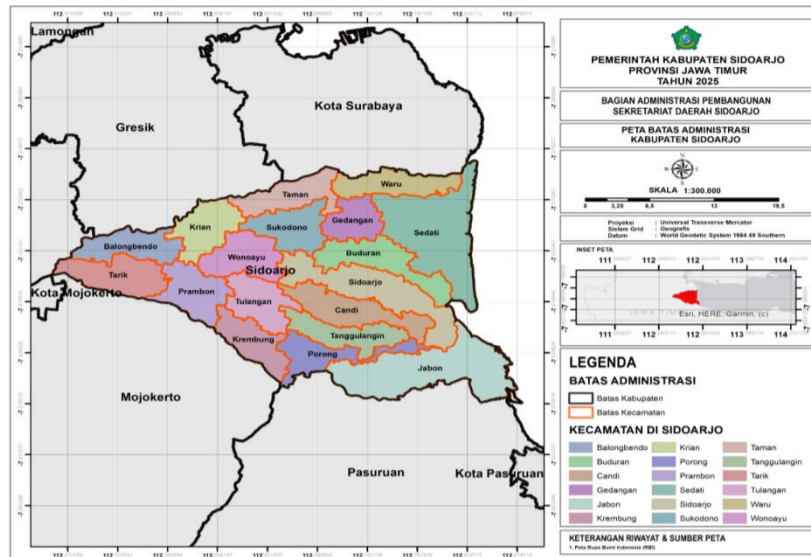 Lamongan
Kota Surabaya
Gresik
Taman
Waru
Krian
Sukodono
Gedangan
Sedati
Balongbendo
Wonoayu
Buduran
Sidoarjo
Tarik
Sidoarjo
Kota Mojokerto
Prambon
Tulangan
Candi
Krembung
Tanggulangin
Porong
Jabon
Mojokerto
Pasuruan
Kota Pasuruan
PEMERINTAH KABUPATEN SIDOARJO
PROVINSI JAWA TIMUR
TAHUN 2025
BAGIAN ADMINISTRASI PEMBANGUNAN
SEKRETARIAT DAERAH SIDOARJO
PETA BATAS ADMINISTRASI
KABUPATEN SIDOARJO
SKALA 1:300.000
0 3,25 6,5 13 19,5
Proyeksi : Universal Transverse Mercator
Sistem Grid : Geografis
Datum : World Geodetic System 1984 49 Southern
INSET PETA
111 111 112 113 113 114
JAWA TIM
Esri, HERE, Garmin, (c)
111 111 112 113 113 114
LEGENDA
BATAS ADMINISTRASI
Batas Kabupaten
Batas Kecamatan
KECAMATAN DI SIDOARJO
Balongbendo Krian Taman
Buduran Porong Tanggulangin
Candi Prambon Tarik
Gedangan Sedati Tulangan
Jabon Sidoarjo Waru
Krembung Sukodono Wonoayu
KETERANGAN RIWAYAT & SUMBER PETA
1. Peta Rupa Bumi Indonesia (RBI)